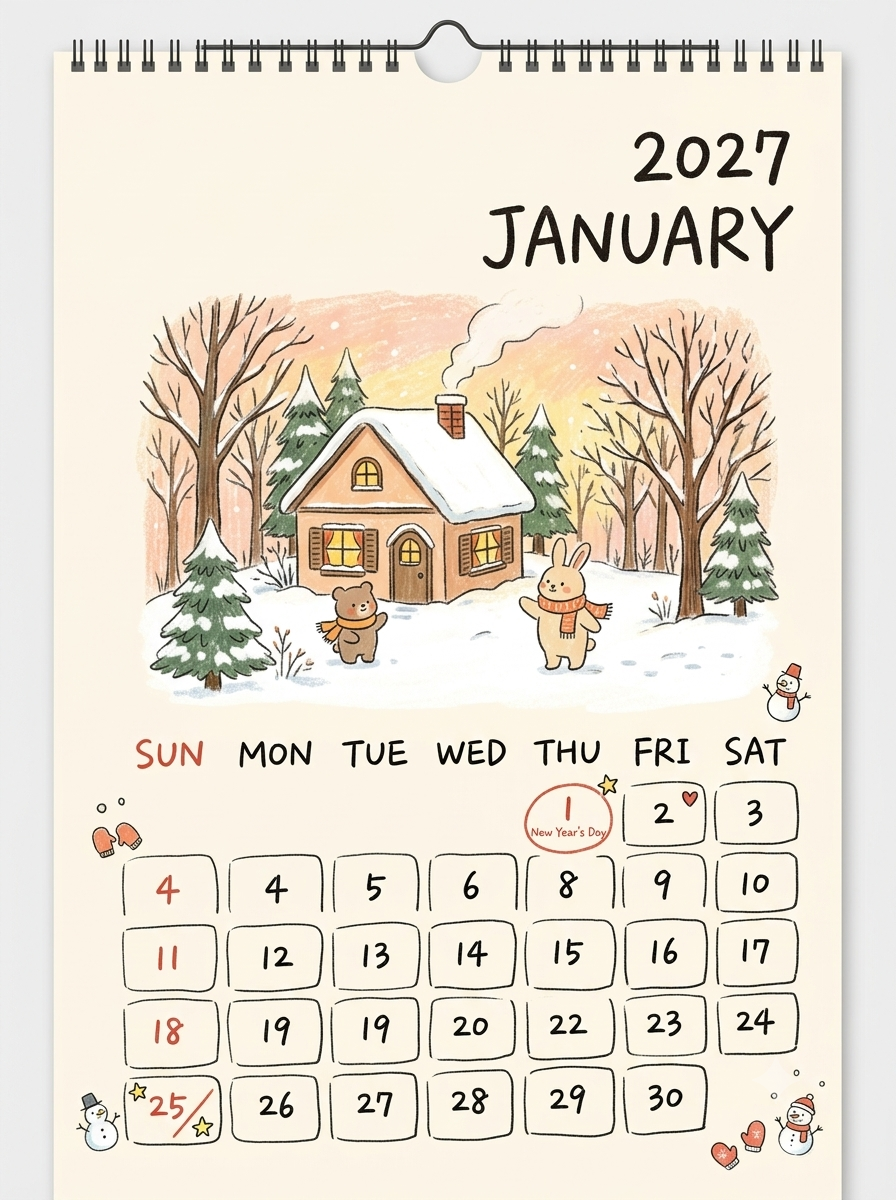 2027
JANUARY
SUN MON TUE WED THU FRI SAT
1 2 3
New Year's Day
4 4 5 6 8 9 10
11 12 13 14 15 16 17
18 19 19 20 22 23 24
25/ 26 27 28 29 30